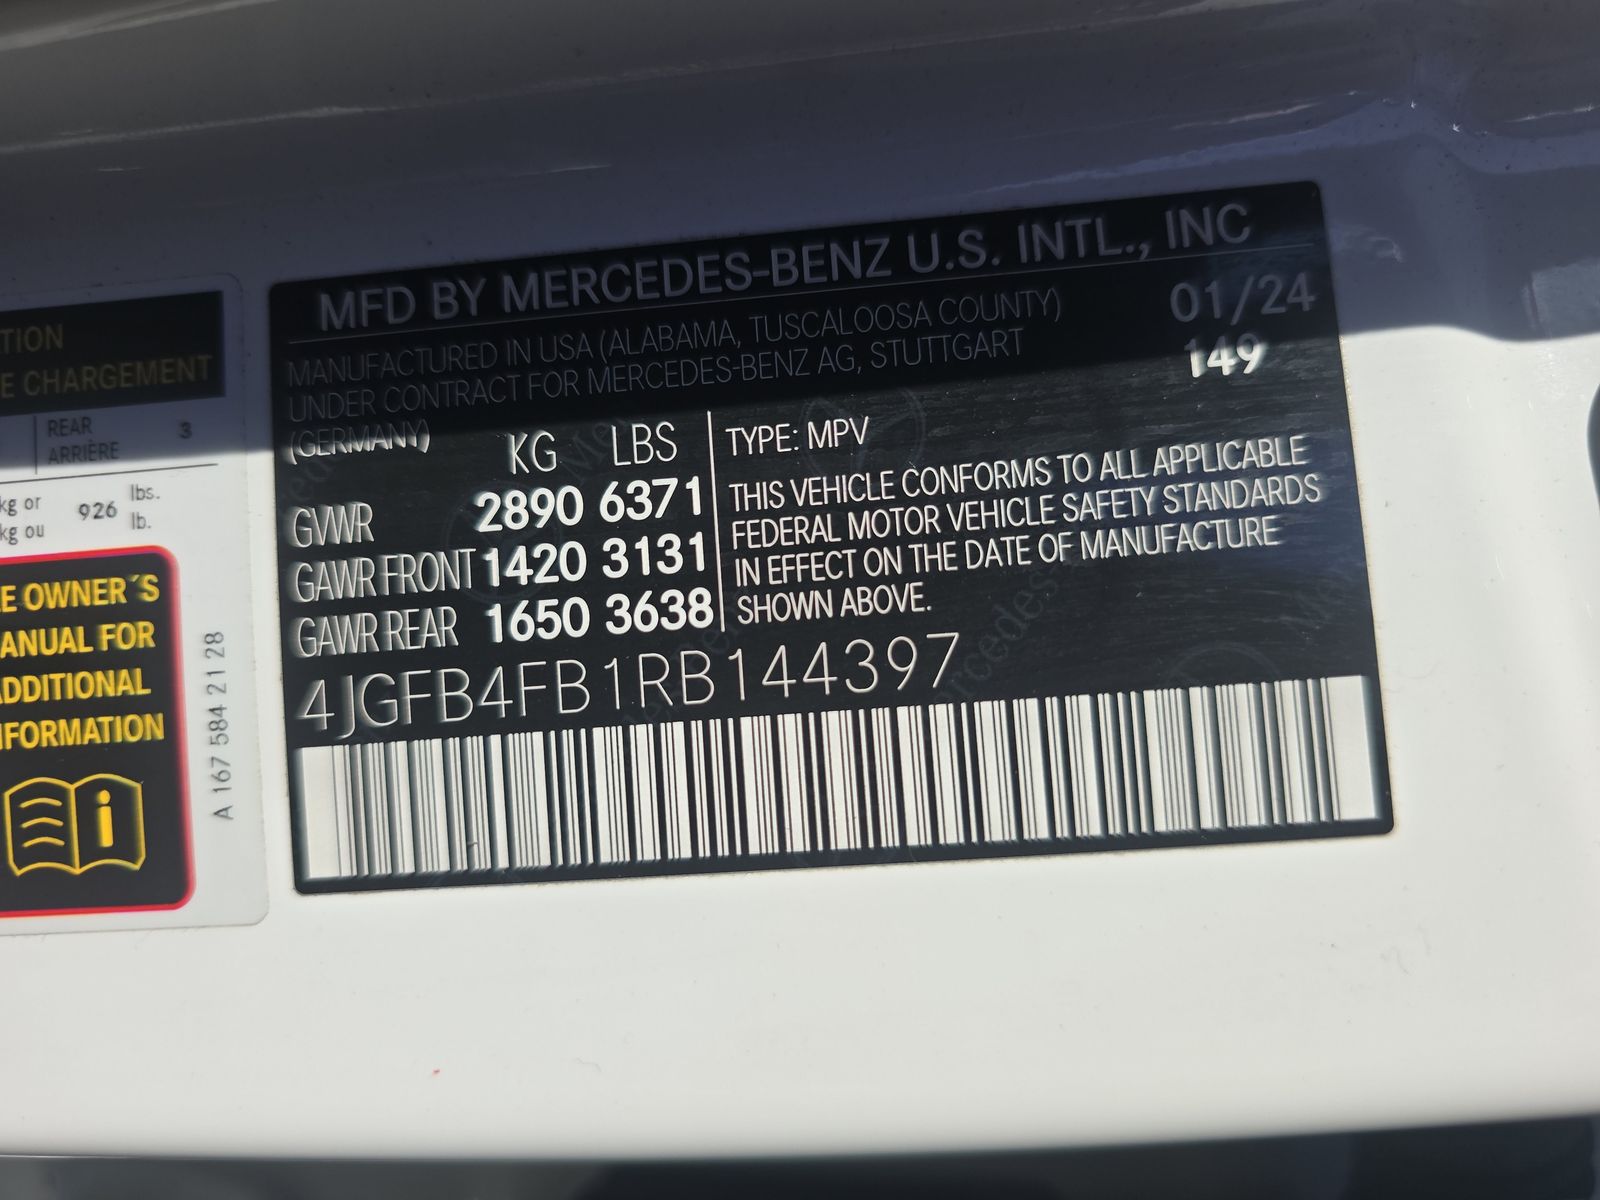 TION
E CHARGEMENT
REAR
ARRIÈRE
3
kg or
kg ou
926
lbs.
lb.
E OWNER´S
ANUAL FOR
ADDITIONAL
NFORMATION
i
A 167 584 21 28
MFD BY MERCEDES-BENZ U.S. INTL., INC
MANUFACTURED IN USA (ALABAMA, TUSCALOOSA COUNTY) 01/24
UNDER CONTRACT FOR MERCEDES-BENZ AG, STUTTGART 149
(GERMANY)
KG LBS
GVWR 2890 6371
GAWR FRONT 1420 3131
GAWR REAR 1650 3638
TYPE: MPV
THIS VEHICLE CONFORMS TO ALL APPLICABLE
FEDERAL MOTOR VEHICLE SAFETY STANDARDS
IN EFFECT ON THE DATE OF MANUFACTURE
SHOWN ABOVE.
4JGFB4FB1RB144397